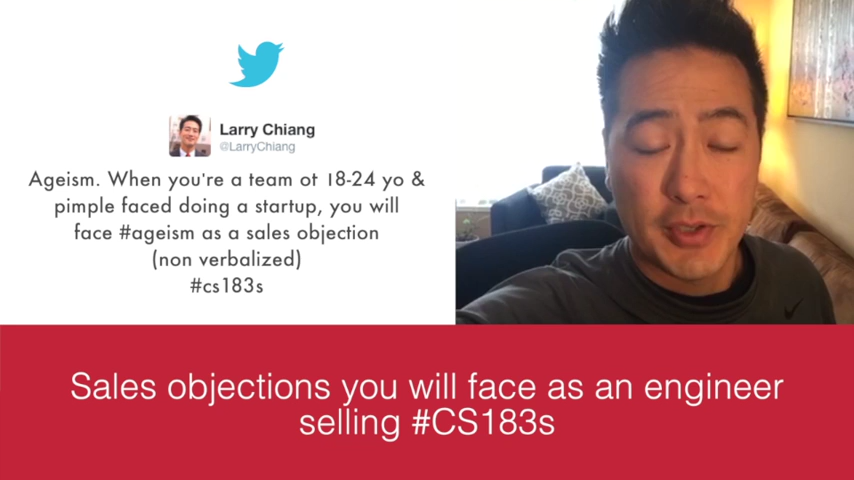 Larry Chiang
@LarryChiang
Ageism. When you're a team ot 18-24 yo &
pimple faced doing a startup, you will
face #ageism as a sales objection
(non verbalized)
#cs183s
Sales objections you will face as an engineer
selling #CS183s